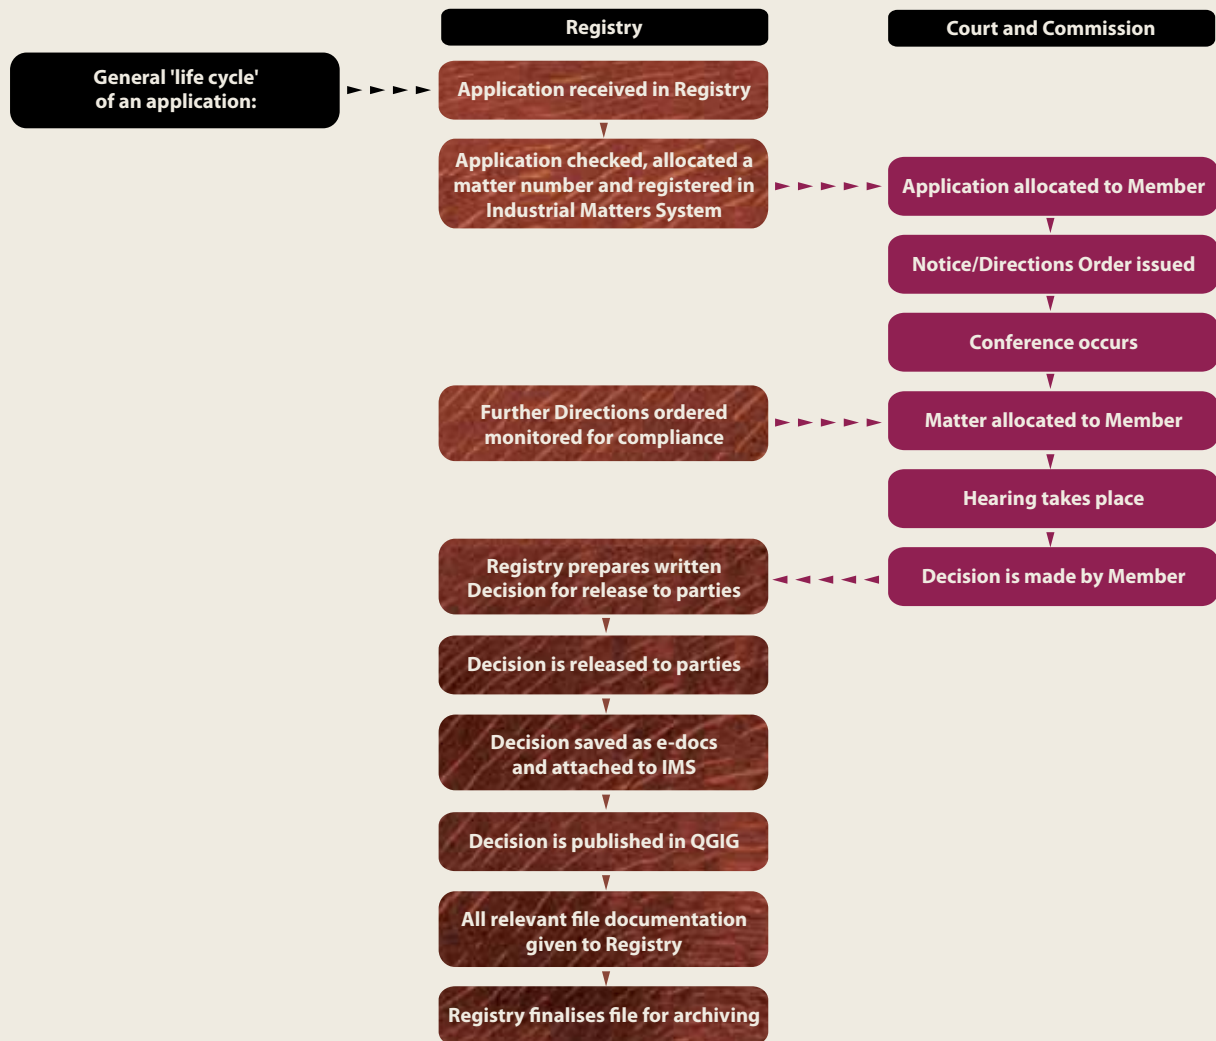 Registry
Court and Commission
General 'life cycle'
of an application:
Application received in Registry
Application checked, allocated a
matter number and registered in
Industrial Matters System
Application allocated to Member
Notice/Directions Order issued
Conference occurs
Further Directions ordered
monitored for compliance
Matter allocated to Member
Hearing takes place
Decision is made by Member
Registry prepares written
Decision for release to parties
Decision is released to parties
Decision saved as e-docs
and attached to IMS
Decision is published in QGIG
All relevant file documentation
given to Registry
Registry finalises file for archiving